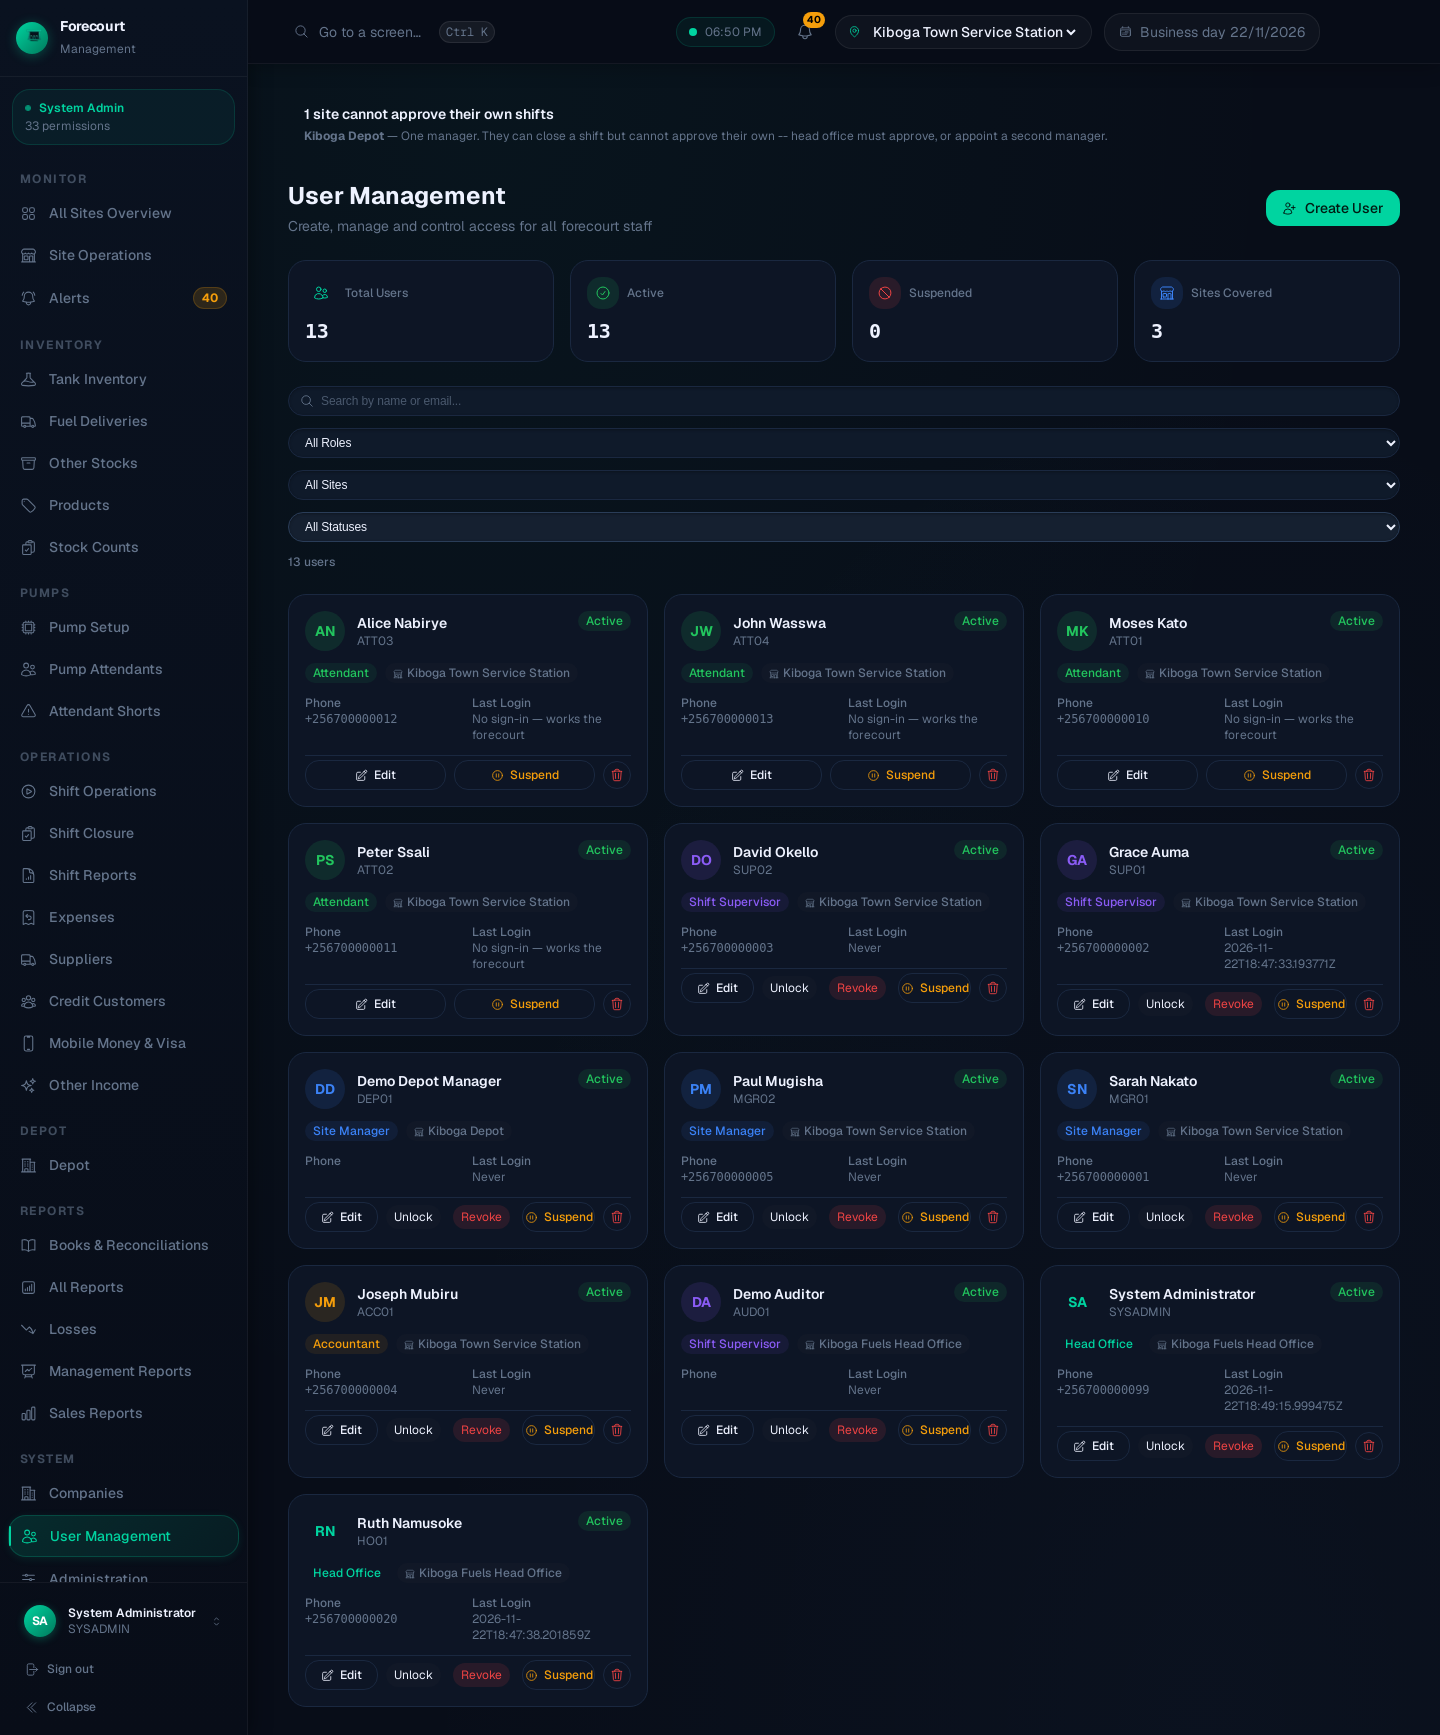 Forecourt
Management
Go to a screen...
Ctrl K
06:50 PM
40
Kiboga Town Service Station
Business day 22/11/2026
System Admin
33 permissions
MONITOR
All Sites Overview
Site Operations
Alerts
40
INVENTORY
Tank Inventory
Fuel Deliveries
Other Stocks
Products
Stock Counts
PUMPS
Pump Setup
Pump Attendants
Attendant Shorts
OPERATIONS
Shift Operations
Shift Closure
Shift Reports
Expenses
Suppliers
Credit Customers
Mobile Money & Visa
Other Income
DEPOT
Depot
REPORTS
Books & Reconciliations
All Reports
Losses
Management Reports
Sales Reports
SYSTEM
Companies
User Management
Administration
SA
System Administrator
SYSADMIN
Sign out
Collapse
1 site cannot approve their own shifts
Kiboga Depot — One manager. They can close a shift but cannot approve their own -- head office must approve, or appoint a second manager.
User Management
Create, manage and control access for all forecourt staff
Create User
Total Users
13
Active
13
Suspended
0
Sites Covered
3
Search by name or email...
All Roles
All Sites
All Statuses
13 users
AN
Alice Nabirye
ATT03
Active
Attendant
Kiboga Town Service Station
Phone
+256700000012
Last Login
No sign-in — works the
forecourt
Edit
Suspend
JW
John Wasswa
ATT04
Active
Attendant
Kiboga Town Service Station
Phone
+256700000013
Last Login
No sign-in — works the
forecourt
Edit
Suspend
MK
Moses Kato
ATT01
Active
Attendant
Kiboga Town Service Station
Phone
+256700000010
Last Login
No sign-in — works the
forecourt
Edit
Suspend
PS
Peter Ssali
ATT02
Active
Attendant
Kiboga Town Service Station
Phone
+256700000011
Last Login
No sign-in — works the
forecourt
Edit
Suspend
DO
David Okello
SUP02
Active
Shift Supervisor
Kiboga Town Service Station
Phone
+256700000003
Last Login
Never
Edit
Unlock
Revoke
Suspend
GA
Grace Auma
SUP01
Active
Shift Supervisor
Kiboga Town Service Station
Phone
+256700000002
Last Login
2026-11-
22T18:47:33.193771Z
Edit
Unlock
Revoke
Suspend
DD
Demo Depot Manager
DEP01
Active
Site Manager
Kiboga Depot
Phone
Last Login
Never
Edit
Unlock
Revoke
Suspend
PM
Paul Mugisha
MGR02
Active
Site Manager
Kiboga Town Service Station
Phone
+256700000005
Last Login
Never
Edit
Unlock
Revoke
Suspend
SN
Sarah Nakato
MGR01
Active
Site Manager
Kiboga Town Service Station
Phone
+256700000001
Last Login
Never
Edit
Unlock
Revoke
Suspend
JM
Joseph Mubiru
ACC01
Active
Accountant
Kiboga Town Service Station
Phone
+256700000004
Last Login
Never
Edit
Unlock
Revoke
Suspend
DA
Demo Auditor
AUD01
Active
Shift Supervisor
Kiboga Fuels Head Office
Phone
Last Login
Never
Edit
Unlock
Revoke
Suspend
SA
System Administrator
SYSADMIN
Active
Head Office
Kiboga Fuels Head Office
Phone
+256700000099
Last Login
2026-11-
22T18:49:15.999475Z
Edit
Unlock
Revoke
Suspend
RN
Ruth Namusoke
HO01
Active
Head Office
Kiboga Fuels Head Office
Phone
+256700000020
Last Login
2026-11-
22T18:47:38.201859Z
Edit
Unlock
Revoke
Suspend